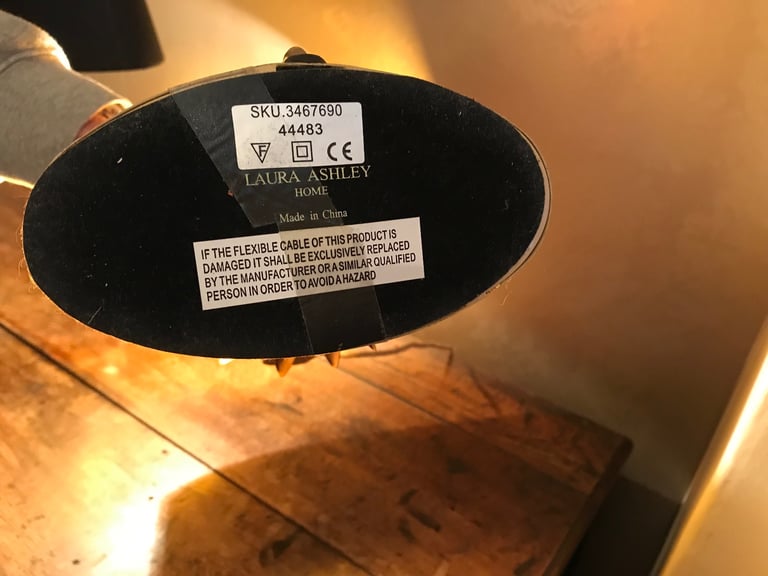 SKU.3467690
44483
F CE
LAURA ASHLEY
HOME
Made in China
IF THE FLEXIBLE CABLE OF THIS PRODUCT IS
DAMAGED IT SHALL BE EXCLUSIVELY REPLACED
BY THE MANUFACTURER OR A SIMILAR QUALIFIED
PERSON IN ORDER TO AVOID A HAZARD